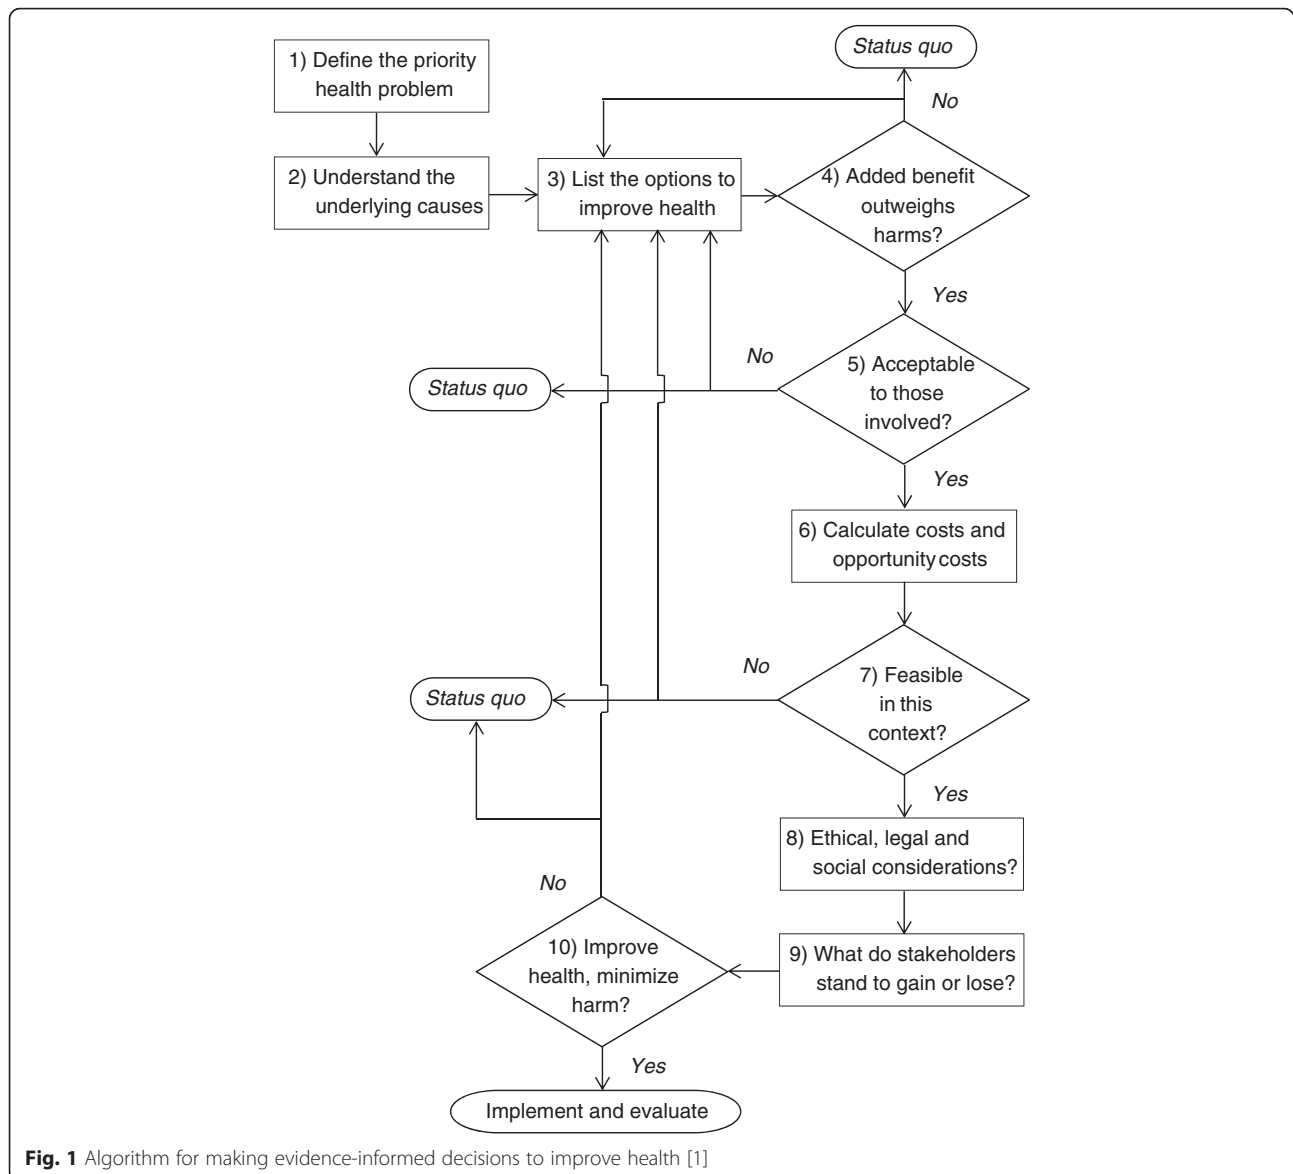 1) Define the priority
health problem
Status quo
No
2) Understand the
underlying causes
3) List the options to
improve health
4) Added benefit
outweighs
harms?
Yes
No
Status quo
5) Acceptable
to those
involved?
Yes
6) Calculate costs and
opportunity costs
No
Status quo
7) Feasible
in this
context?
Yes
8) Ethical, legal and
social considerations?
No
9) What do stakeholders
stand to gain or lose?
10) Improve
health, minimize
harm?
Yes
Implement and evaluate
Fig. 1 Algorithm for making evidence-informed decisions to improve health [1]